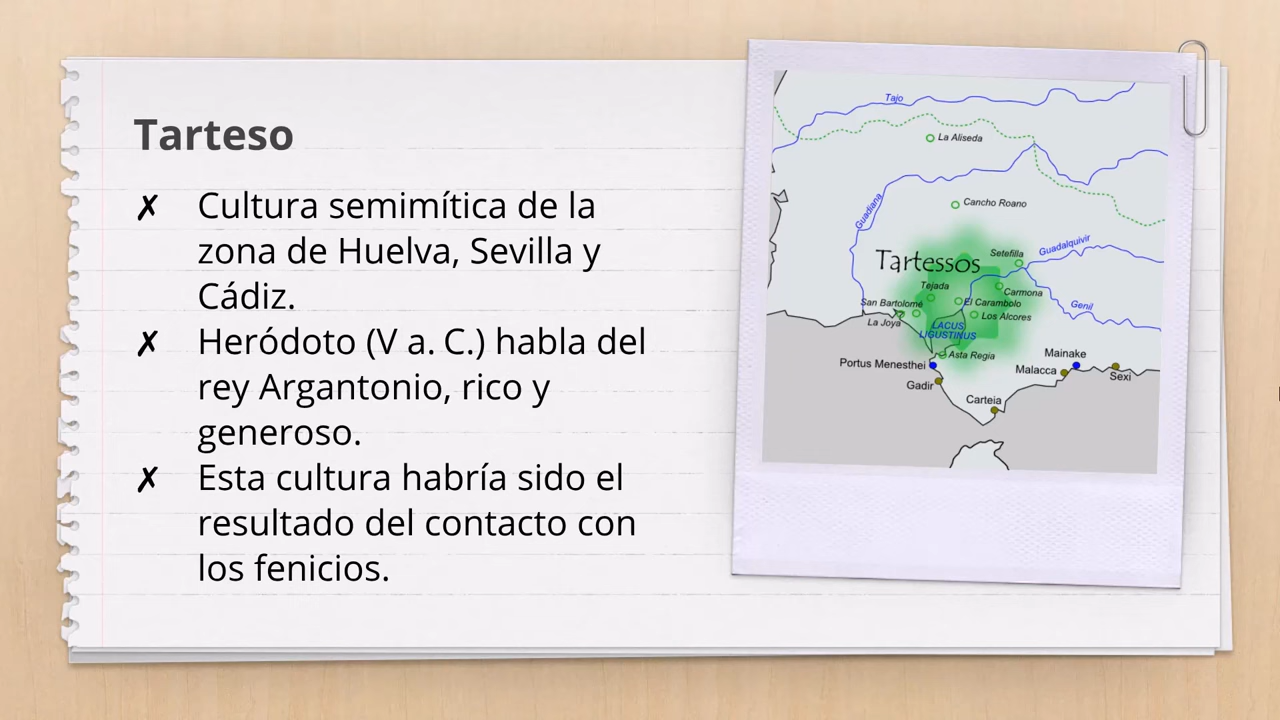 Tarteso
✗ Cultura semimítica de la
zona de Huelva, Sevilla y
Cádiz.
✗ Heródoto (V a. C.) habla del
rey Argantonio, rico y
generoso.
✗ Esta cultura habría sido el
resultado del contacto con
los fenicios.
Tajo
La Aliseda
Guadiana
Cancho Roano
Tartessos
Setefilla
Guadalquivir
Tejada
Carmona
San Bartolomé
El Carambolo
Genil
La Joya
Los Alcores
LACUS
LIGUSTINUS
Asta Regia
Mainake
Portus Menesthei
Malacca
Sexi
Gadir
Carteia